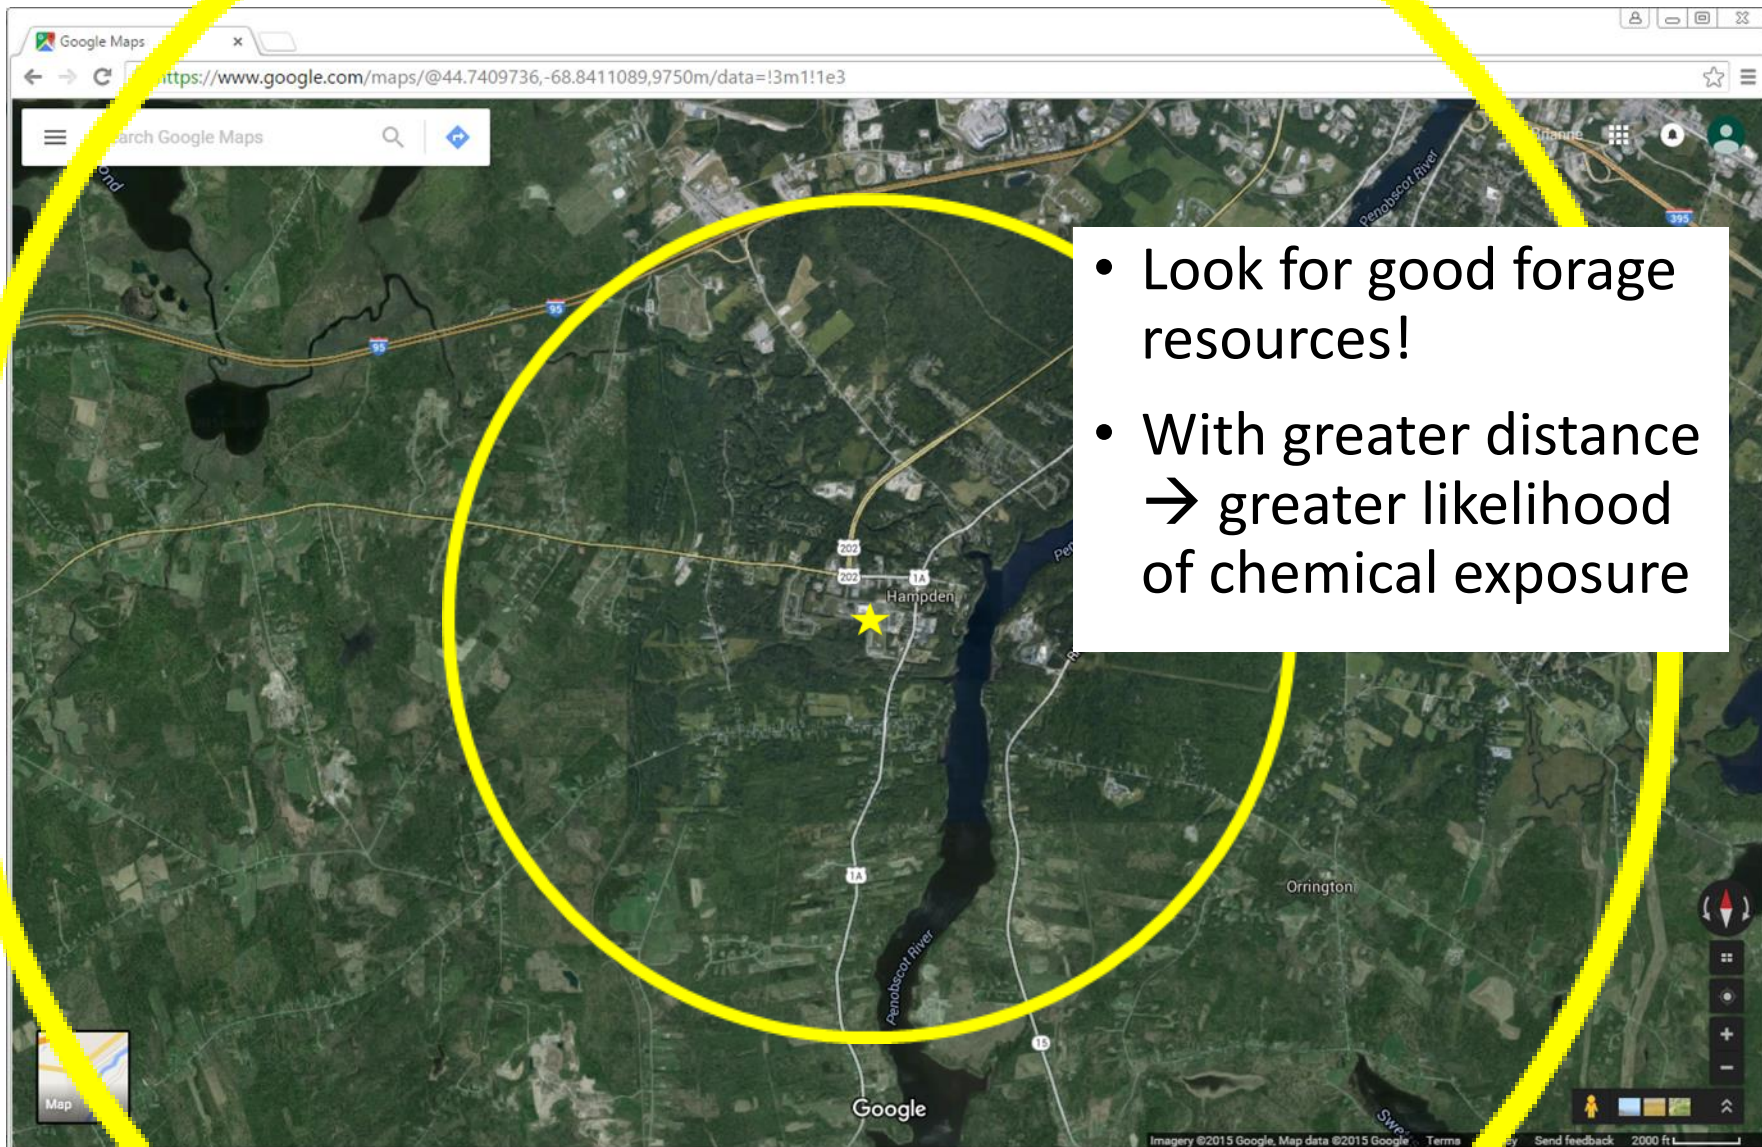 Google Maps
https://www.google.com/maps/@44.7409736,-68.8411089,9750m/data=!3m1!1e3
arch Google Maps
Penobscot River
395
• Look for good forage
resources!
• With greater distance
→ greater likelihood
of chemical exposure
95
95
202
202
1A
Hampden
1A
Orrington
Penobscot River
15
Map
Google
Imagery ©2015 Google, Map data ©2015 Google
Terms
Send feedback
2000 ft